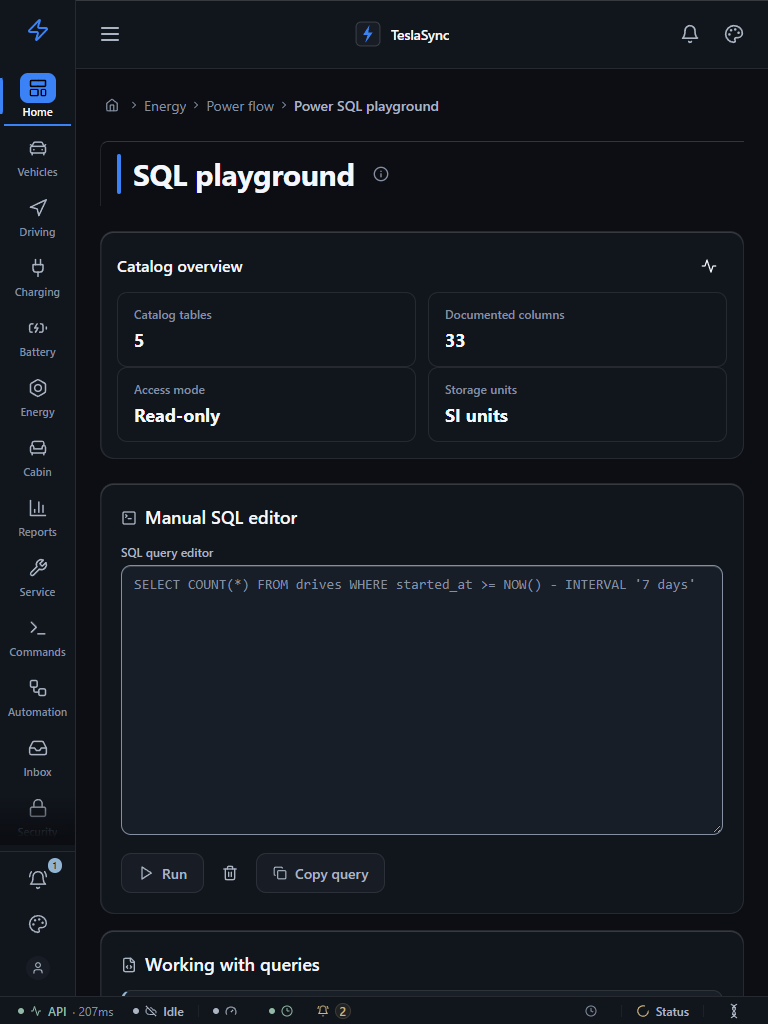 TeslaSync
Home
Vehicles
Driving
Charging
Battery
Energy
Cabin
Reports
Service
Commands
Automation
Inbox
Security
1
Energy > Power flow > Power SQL playground
SQL playground
Catalog overview
Catalog tables
5
Documented columns
33
Access mode
Read-only
Storage units
SI units
Manual SQL editor
SQL query editor
SELECT COUNT(*) FROM drives WHERE started_at >= NOW() - INTERVAL '7 days'
Run
Copy query
Working with queries
API · 207ms
Idle
2
Status